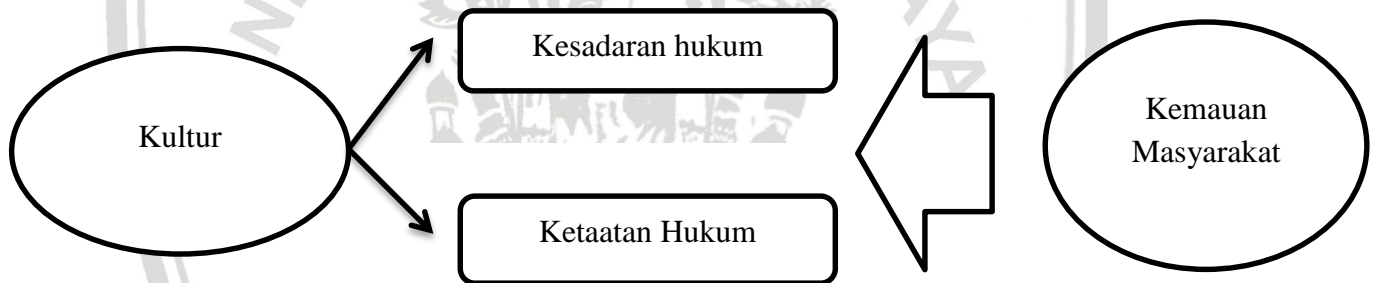 Kesadaran hukum
Kultur
Kemauan
Masyarakat
Ketaatan Hukum